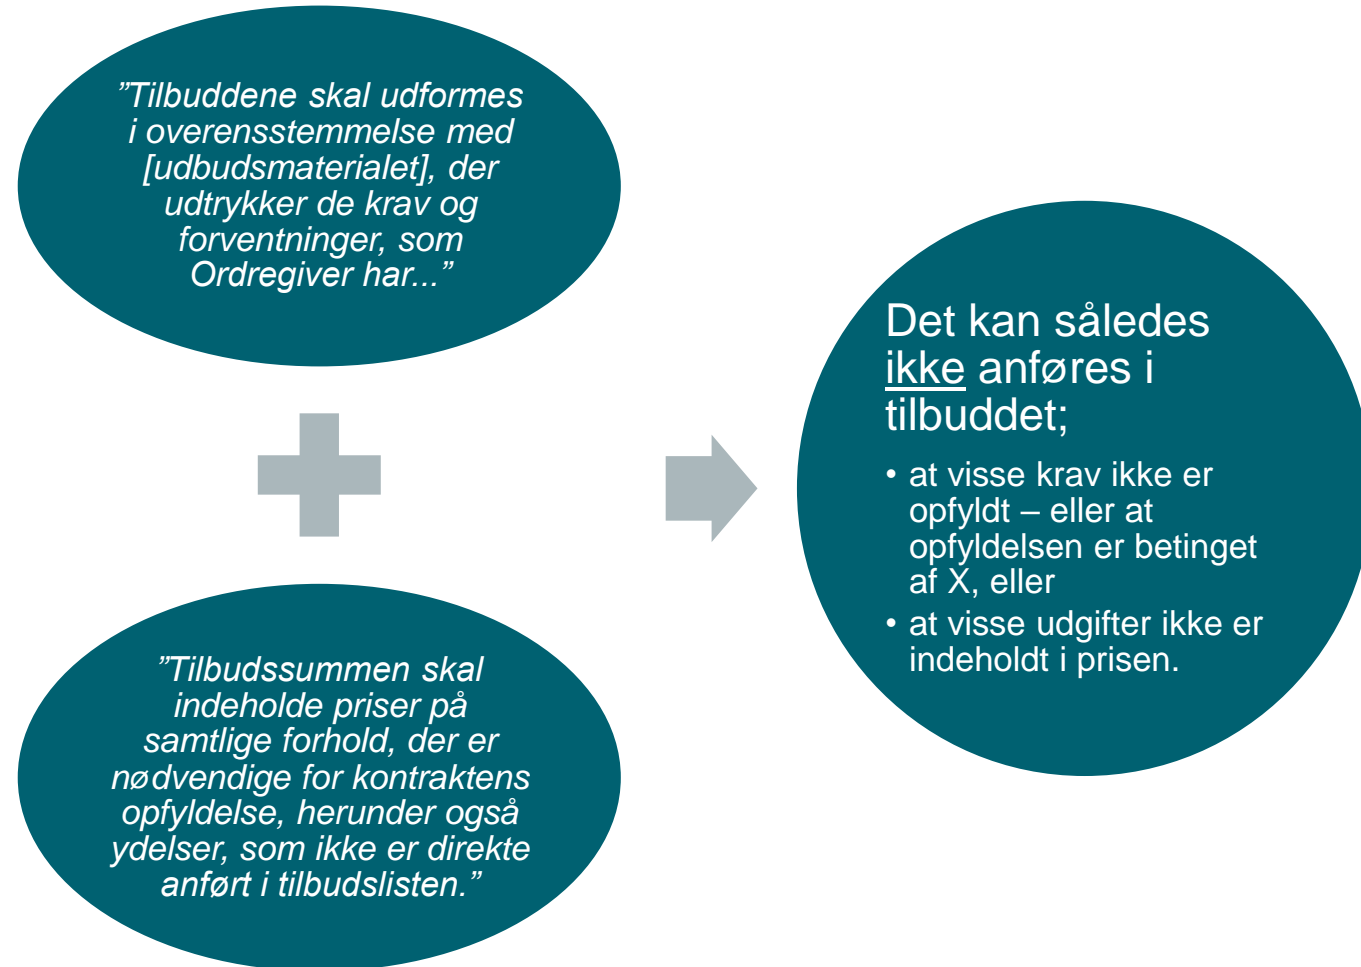 ”Tilbuddene skal udformes
i overensstemmelse med
[udbudsmaterialet], der
udtrykker de krav og
forventninger, som
Ordregiver har...”
”Tilbudssummen skal
indeholde priser på
samtlige forhold, der er
nødvendige for kontraktens
opfyldelse, herunder også
ydelser, som ikke er direkte
anført i tilbudslisten.”
Det kan således
ikke anføres i
tilbuddet;
• at visse krav ikke er
opfyldt – eller at
opfyldelsen er betinget
af X, eller
• at visse udgifter ikke er
indeholdt i prisen.